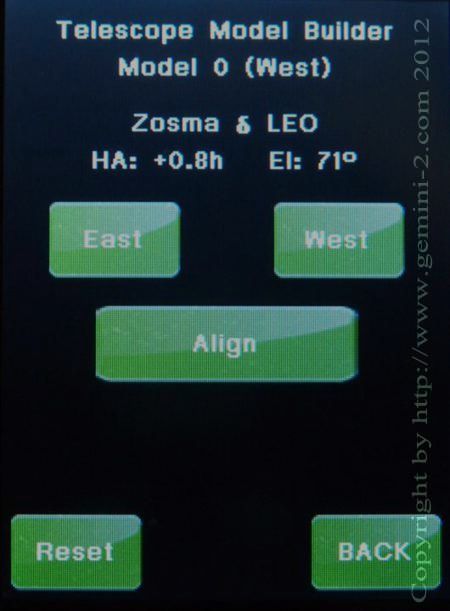 Telescope Model Builder
Model 0 (West)
Zosma δ LEO
HA: +0.8h El: 71º
East West
Align
Reset BACK
Copyright by http://www.gemini-2.com 2012